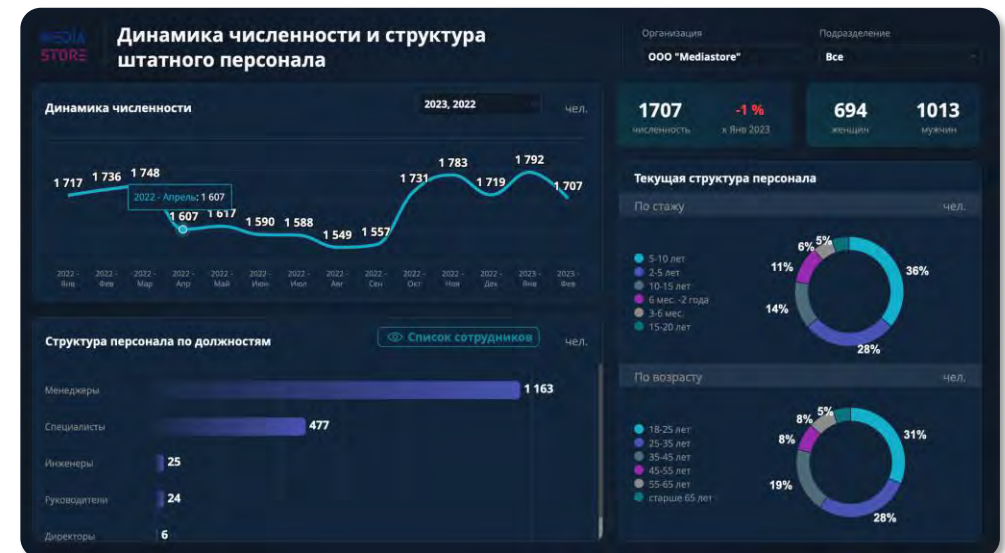 MEDIA
STORE
Динамика численности и структура
штатного персонала
Организация
ООО "Mediastore"
Подразделение
Все
Динамика численности
2023, 2022
чел.
1 717
1 736
1 748
1 607
1 617
1 590
1 588
1 549
1 557
1 731
1 783
1 719
1 792
1 707
2022 - Апрель: 1 607
2022 - Янв
2022 - Фев
2022 - Мар
2022 - Апр
2022 - Май
2022 - Июн
2022 - Июл
2022 - Авг
2022 - Сен
2022 - Окт
2022 - Ноя
2022 - Дек
2023 - Янв
2023 - Фев
1707
численность
-1 %
к Янв 2023
694
женщин
1013
мужчин
Структура персонала по должностям
Список сотрудников
чел.
Менеджеры 1 163
Специалисты 477
Инженеры 25
Руководители 24
Директоры 6
Текущая структура персонала
По стажу
чел.
5-10 лет
2-5 лет
10-15 лет
6 мес. -2 года
3-6 мес.
15-20 лет
36%
28%
14%
11%
6%
5%
По возрасту
чел.
18-25 лет
25-35 лет
35-45 лет
45-55 лет
55-65 лет
старше 65 лет
31%
28%
19%
8%
8%
5%